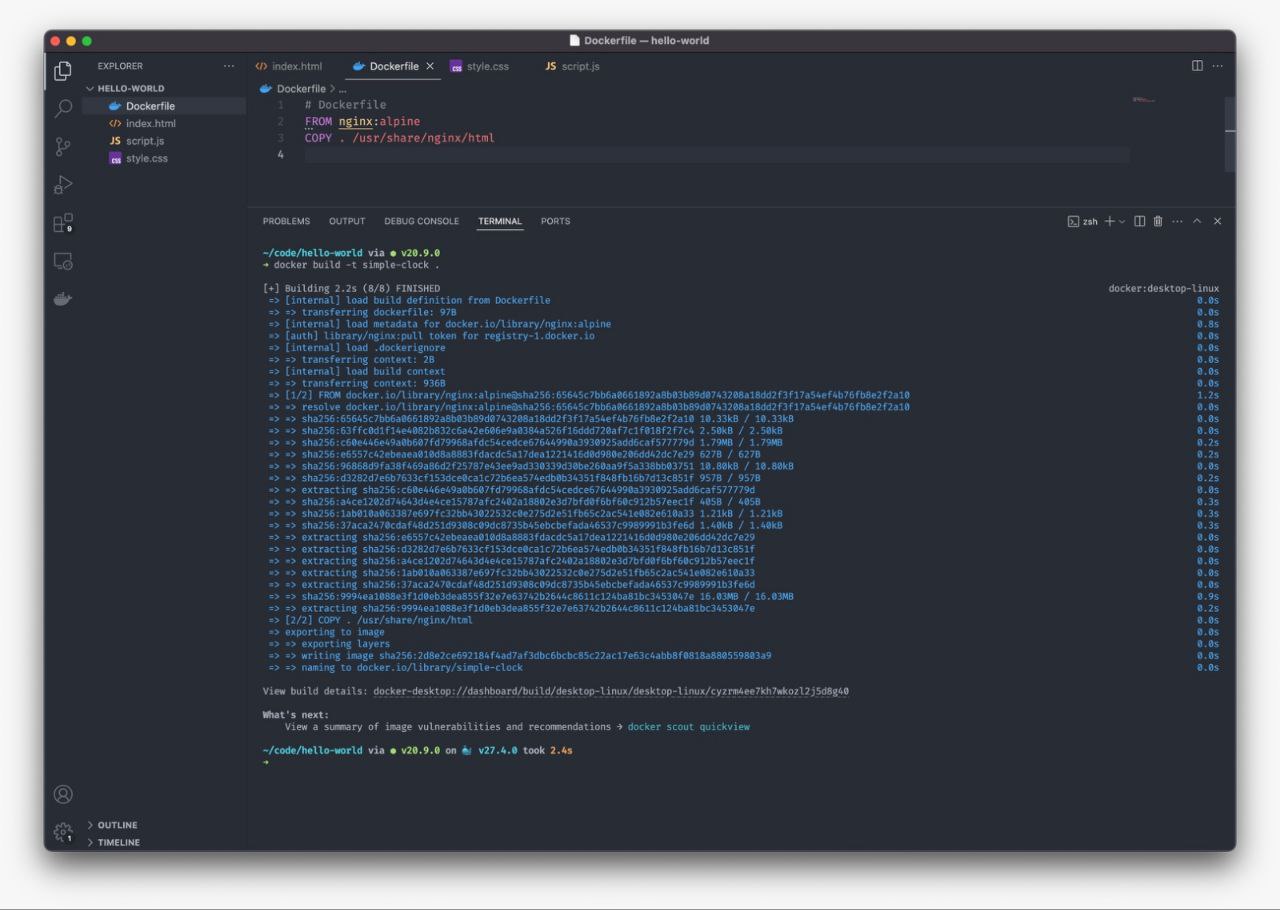 Dockerfile — hello-world
EXPLORER
HELLO-WORLD
Dockerfile
index.html
script.js
style.css
OUTLINE
TIMELINE
9
1
index.html
Dockerfile
style.css
JS script.js
Dockerfile > ...
1 # Dockerfile
2 FROM nginx:alpine
3 COPY . /usr/share/nginx/html
4
PROBLEMS OUTPUT DEBUG CONSOLE TERMINAL PORTS
zsh
~/code/hello-world via ● v20.9.0
➜ docker build -t simple-clock .
[+] Building 2.2s (8/8) FINISHED docker:desktop-linux
=> [internal] load build definition from Dockerfile 0.0s
=> => transferring dockerfile: 97B 0.0s
=> [internal] load metadata for docker.io/library/nginx:alpine 0.8s
=> [auth] library/nginx:pull token for registry-1.docker.io 0.0s
=> [internal] load .dockerignore 0.0s
=> => transferring context: 2B 0.0s
=> [internal] load build context 0.0s
=> => transferring context: 936B 0.0s
=> [1/2] FROM docker.io/library/nginx:alpine@sha256:65645c7bb6a0661892a8b03b89d0743208a18dd2f3f17a54ef4b76fb8e2f2a10 1.2s
=> => resolve docker.io/library/nginx:alpine@sha256:65645c7bb6a0661892a8b03b89d0743208a18dd2f3f17a54ef4b76fb8e2f2a10 0.0s
=> => sha256:65645c7bb6a0661892a8b03b89d0743208a18dd2f3f17a54ef4b76fb8e2f2a10 10.33kB / 10.33kB 0.0s
=> => sha256:63ffc0d1f14e4082b832c6a42e606e9a0384a526f16ddd720af7c1f018f2f7c4 2.50kB / 2.50kB 0.0s
=> => sha256:c60e446e49a0b607fd79968afdc54cedce67644990a3930925add6caf577779d 1.79MB / 1.79MB 0.2s
=> => sha256:e6557c42ebeaea010d8a8883fdacdc5a17dea1221416d0d980e206dd42dc7e29 627B / 627B 0.2s
=> => sha256:96868d9fa38f469a86d2f25787e43ee9ad330339d30be260aa9f5a338bb03751 10.80kB / 10.80kB 0.0s
=> => sha256:d3282d7e6b7633cf153dce0ca1c72b6ea574edb0b34351f848fb16b7d13c851f 957B / 957B 0.2s
=> => extracting sha256:c60e446e49a0b607fd79968afdc54cedce67644990a3930925add6caf577779d 0.0s
=> => sha256:a4ce1202d74643d4e4ce15787afc2402a18802e3d7bfd0f6bf60c912b57eec1f 405B / 405B 0.3s
=> => sha256:1ab010a063387e697fc32bb43022532c0e275d2e51fb65c2ac541e082e610a33 1.21kB / 1.21kB 0.3s
=> => sha256:37aca2470cdaf48d251d9308c09dc8735b45ebcbefada46537c9989991b3fe6d 1.40kB / 1.40kB 0.3s
=> => extracting sha256:e6557c42ebeaea010d8a8883fdacdc5a17dea1221416d0d980e206dd42dc7e29 0.0s
=> => extracting sha256:d3282d7e6b7633cf153dce0ca1c72b6ea574edb0b34351f848fb16b7d13c851f 0.0s
=> => extracting sha256:a4ce1202d74643d4e4ce15787afc2402a18802e3d7bfd0f6bf60c912b57eec1f 0.0s
=> => extracting sha256:1ab010a063387e697fc32bb43022532c0e275d2e51fb65c2ac541e082e610a33 0.0s
=> => extracting sha256:37aca2470cdaf48d251d9308c09dc8735b45ebcbefada46537c9989991b3fe6d 0.0s
=> => sha256:9994ea1088e3f1d0eb3dea855f32e7e63742b2644c8611c124ba81bc3453047e 16.03MB / 16.03MB 0.9s
=> => extracting sha256:9994ea1088e3f1d0eb3dea855f32e7e63742b2644c8611c124ba81bc3453047e 0.2s
=> [2/2] COPY . /usr/share/nginx/html 0.0s
=> exporting to image 0.0s
=> => exporting layers 0.0s
=> => writing image sha256:2d8e2ce692184f4ad7af3dbc6bcbc85c22ac17e63c4abb8f0818a880559803a9 0.0s
=> => naming to docker.io/library/simple-clock 0.0s
View build details: docker-desktop://dashboard/build/desktop-linux/desktop-linux/cyzrm4ee7kh7wkozl2j5d8g40
What's next:
View a summary of image vulnerabilities and recommendations → docker scout quickview
~/code/hello-world via ● v20.9.0 on 🐳 v27.4.0 took 2.4s
➜